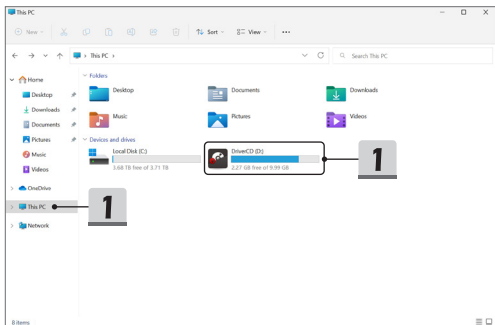 This PC
New
Sort
View
This PC
Search This PC
Home
Desktop
Downloads
Documents
Pictures
Music
Videos
OneDrive
This PC
Network
Folders
Desktop
Documents
Downloads
Music
Pictures
Videos
Devices and drives
Local Disk (C:)
3.68 TB free of 3.71 TB
DriverCD (D:)
2.27 GB free of 9.99 GB
1
1
8 items